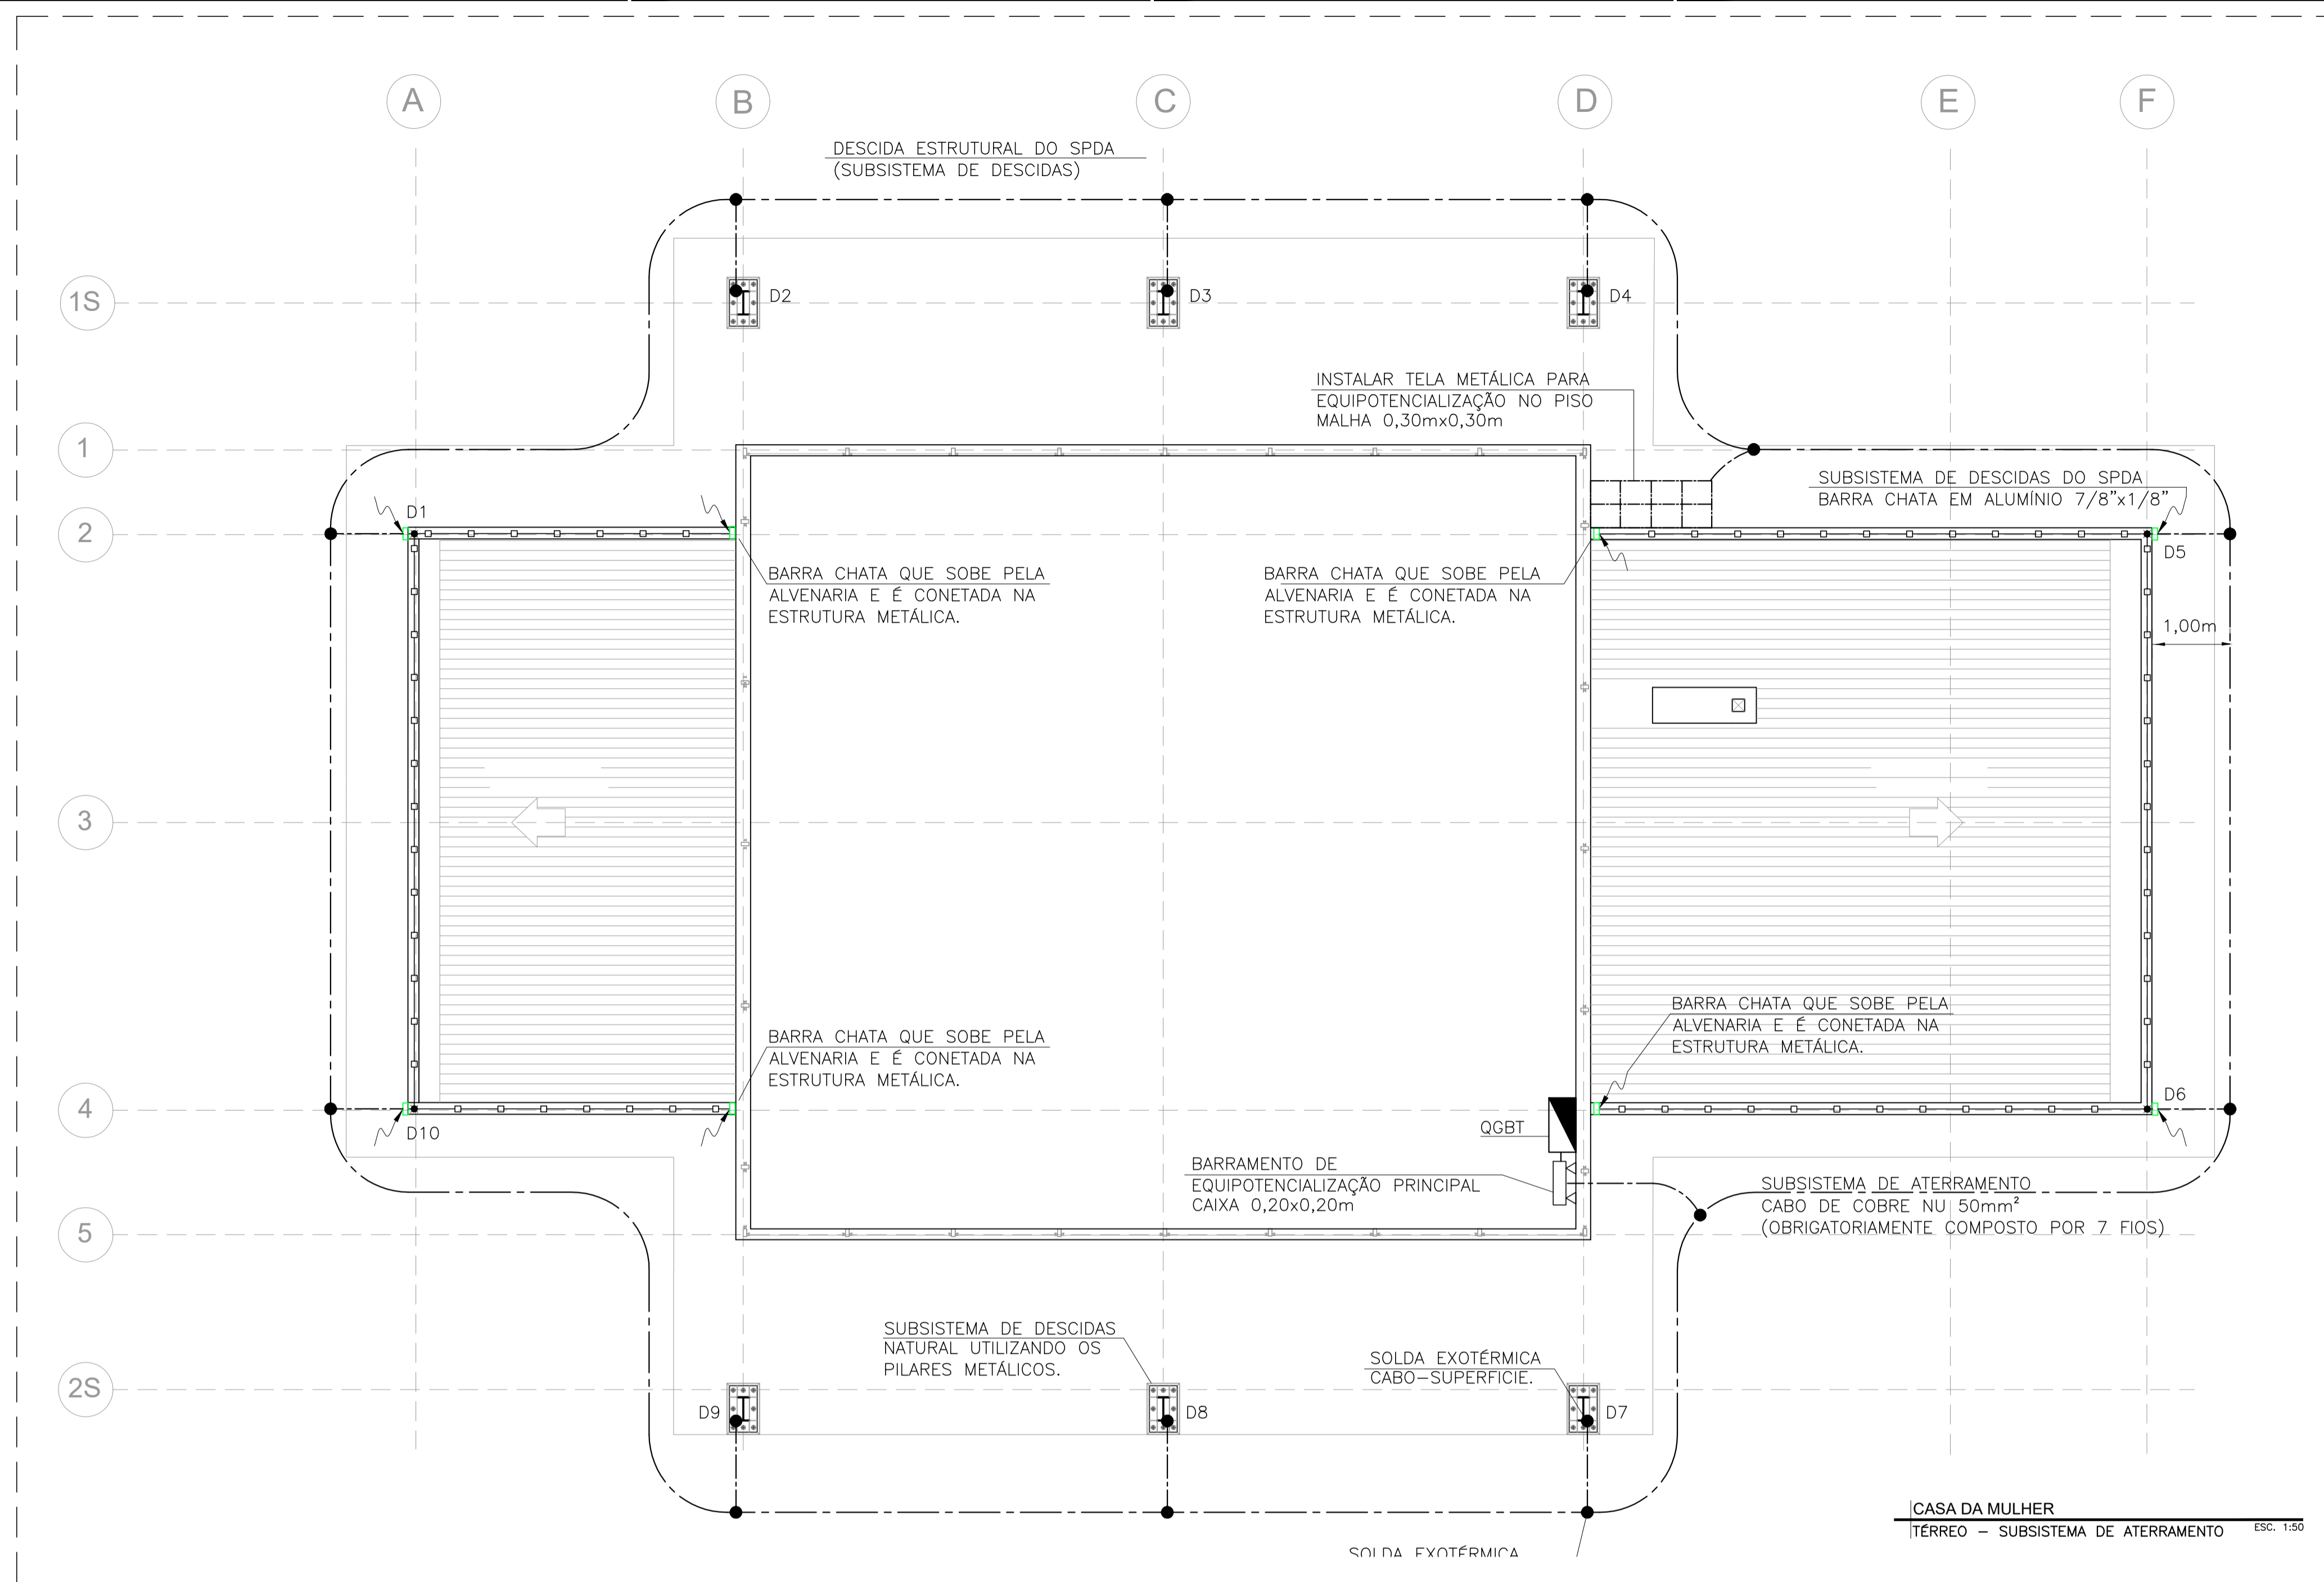 A
B
C
D
E
F
DESCIDA ESTRUTURAL DO SPDA
(SUBSISTEMA DE DESCIDAS)
1S
D2
D3
D4
INSTALAR TELA METÁLICA PARA
EQUIPOTENCIALIZAÇÃO NO PISO
MALHA 0,30mx0,30m
1
SUBSISTEMA DE DESCIDAS DO SPDA
BARRA CHATA EM ALUMÍNIO 7/8"x1/8"
D1
2
D5
BARRA CHATA QUE SOBE PELA
ALVENARIA E É CONETADA NA
ESTRUTURA METÁLICA.
BARRA CHATA QUE SOBE PELA
ALVENARIA E É CONETADA NA
ESTRUTURA METÁLICA.
1,00m
3
BARRA CHATA QUE SOBE PELA
ALVENARIA E É CONETADA NA
ESTRUTURA METÁLICA.
BARRA CHATA QUE SOBE PELA
ALVENARIA E É CONETADA NA
ESTRUTURA METÁLICA.
4
D10
D6
QGBT
BARRAMENTO DE
EQUIPOTENCIALIZAÇÃO PRINCIPAL
CAIXA 0,20x0,20m
SUBSISTEMA DE ATERRAMENTO
CABO DE COBRE NU 50mm²
(OBRIGATORIAMENTE COMPOSTO POR 7 FIOS)
5
SUBSISTEMA DE DESCIDAS
NATURAL UTILIZANDO OS
PILARES METÁLICOS.
SOLDA EXOTÉRMICA
CABO-SUPERFICIE.
2S
D9
D8
D7
CASA DA MULHER
TÉRREO - SUBSISTEMA DE ATERRAMENTO
ESC. 1:50
SOLDA EXOTÉRMICA